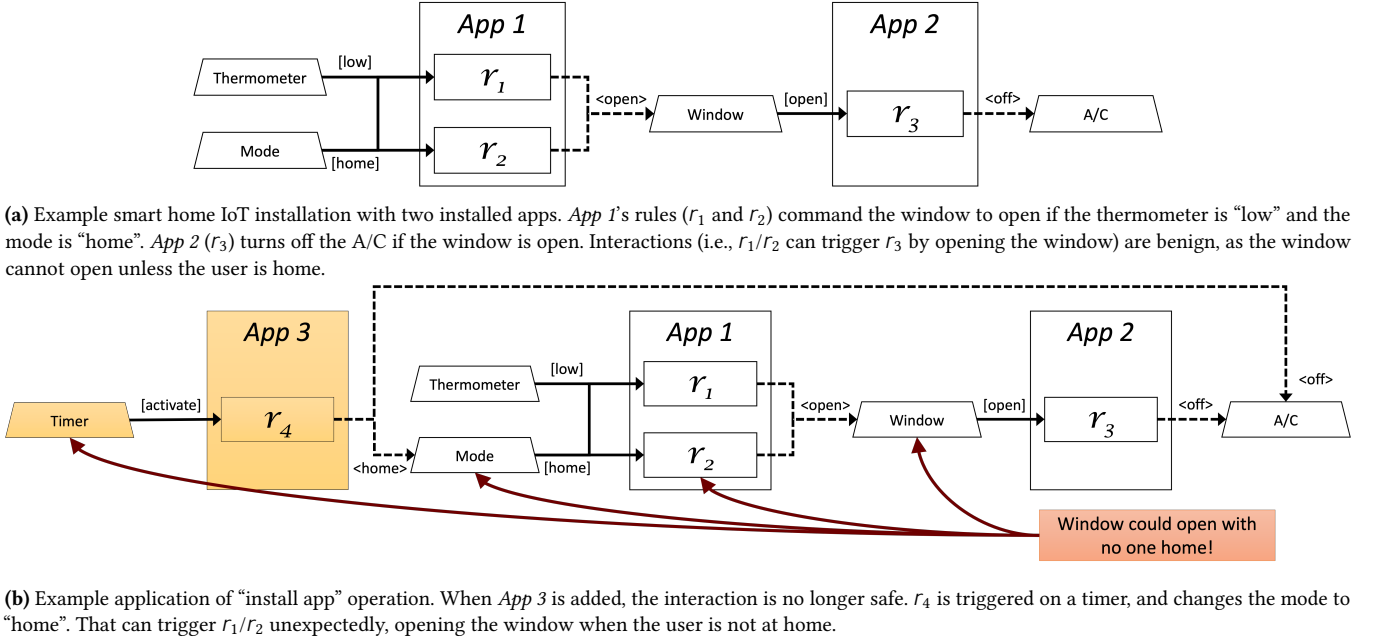 App 1
App 2
[low]
Thermometer
r1
<open>
[open]
<off>
Window
r3
A/C
Mode
[home]
r2
(a) Example smart home IoT installation with two installed apps. App 1's rules (r1 and r2) command the window to open if the thermometer is “low” and the
mode is “home”. App 2 (r3) turns off the A/C if the window is open. Interactions (i.e., r1/r2 can trigger r3 by opening the window) are benign, as the window
cannot open unless the user is home.
App 3
App 1
App 2
[low]
Thermometer
r1
<off>
[activate]
Timer
r4
<open>
Window
[open]
r3
<off>
A/C
<home>
Mode
[home]
r2
Window could open with
no one home!
(b) Example application of “install app” operation. When App 3 is added, the interaction is no longer safe. r4 is triggered on a timer, and changes the mode to
“home”. That can trigger r1/r2 unexpectedly, opening the window when the user is not at home.